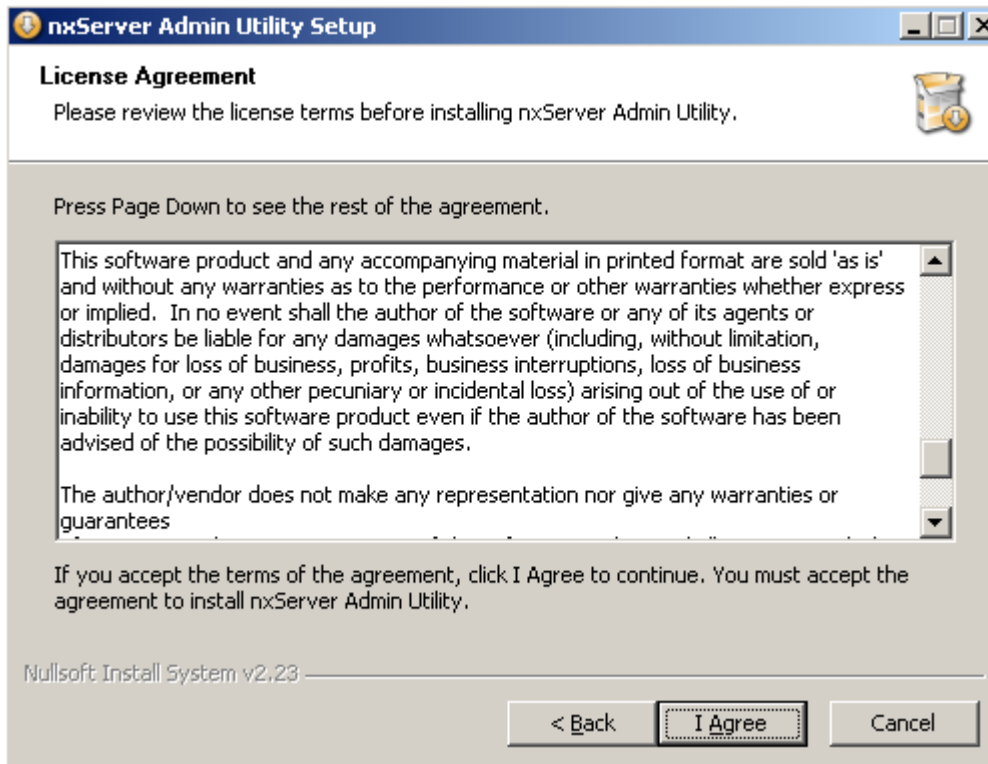 nxServer Admin Utility Setup
License Agreement
Please review the license terms before installing nxServer Admin Utility.
Press Page Down to see the rest of the agreement.
This software product and any accompanying material in printed format are sold 'as is'
and without any warranties as to the performance or other warranties whether express
or implied.  In no event shall the author of the software or any of its agents or
distributors be liable for any damages whatsoever (including, without limitation,
damages for loss of business, profits, business interruptions, loss of business
information, or any other pecuniary or incidental loss) arising out of the use of or
inability to use this software product even if the author of the software has been
advised of the possibility of such damages.
The author/vendor does not make any representation nor give any warranties or
guarantees
If you accept the terms of the agreement, click I Agree to continue. You must accept the
agreement to install nxServer Admin Utility.
Nullsoft Install System v2.23
< Back
I Agree
Cancel